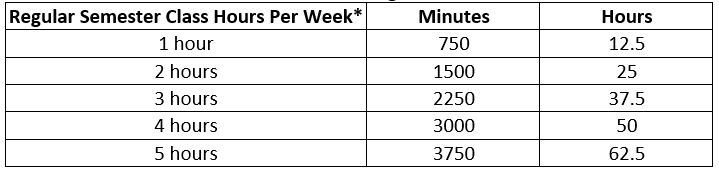 Regular Semester Class Hours Per Week* Minutes Hours
1 hour 750 12.5
2 hours 1500 25
3 hours 2250 37.5
4 hours 3000 50
5 hours 3750 62.5